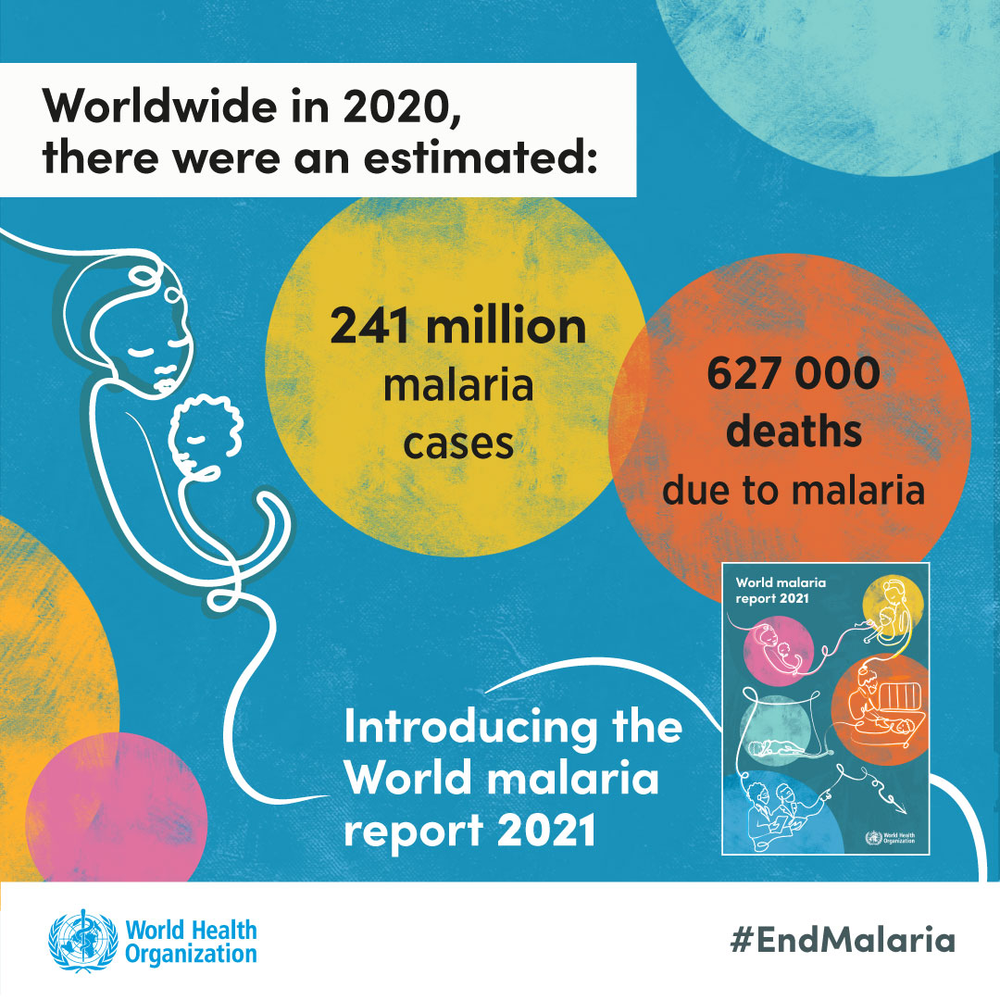 Worldwide in 2020,
there were an estimated:
241 million
malaria
cases
627 000
deaths
due to malaria
World malaria
report 2021
Introducing the
World malaria
report 2021
World Health
Organization
World Health
Organization
#EndMalaria